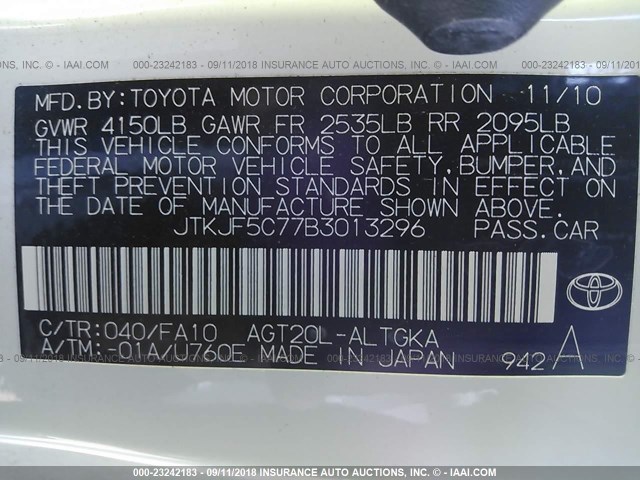 000-23242183 - 09/11/2018 - INSURANCE AUTO AUCTIONS, INC. - © - IAAI.COM
MFD.BY:TOYOTA MOTOR CORPORATION 11/10
GVWR 4150LB GAWR FR 2535LB RR 2095LB
THIS VEHICLE CONFORMS TO ALL APPLICABLE
FEDERAL MOTOR VEHICLE SAFETY,BUMPER,AND
THEFT PREVENTION STANDARDS IN EFFECT ON
THE DATE OF MANUFACTURE SHOWN ABOVE.
JTKJF5C77B3013296 PASS.CAR
C/TR:040/FA10 AGT20L-ALTGKA
A/TM:-01A/U760E MADE IN JAPAN 942 A
000-23242183 - 09/11/2018 - INSURANCE AUTO AUCTIONS, INC. - © - IAAI.COM